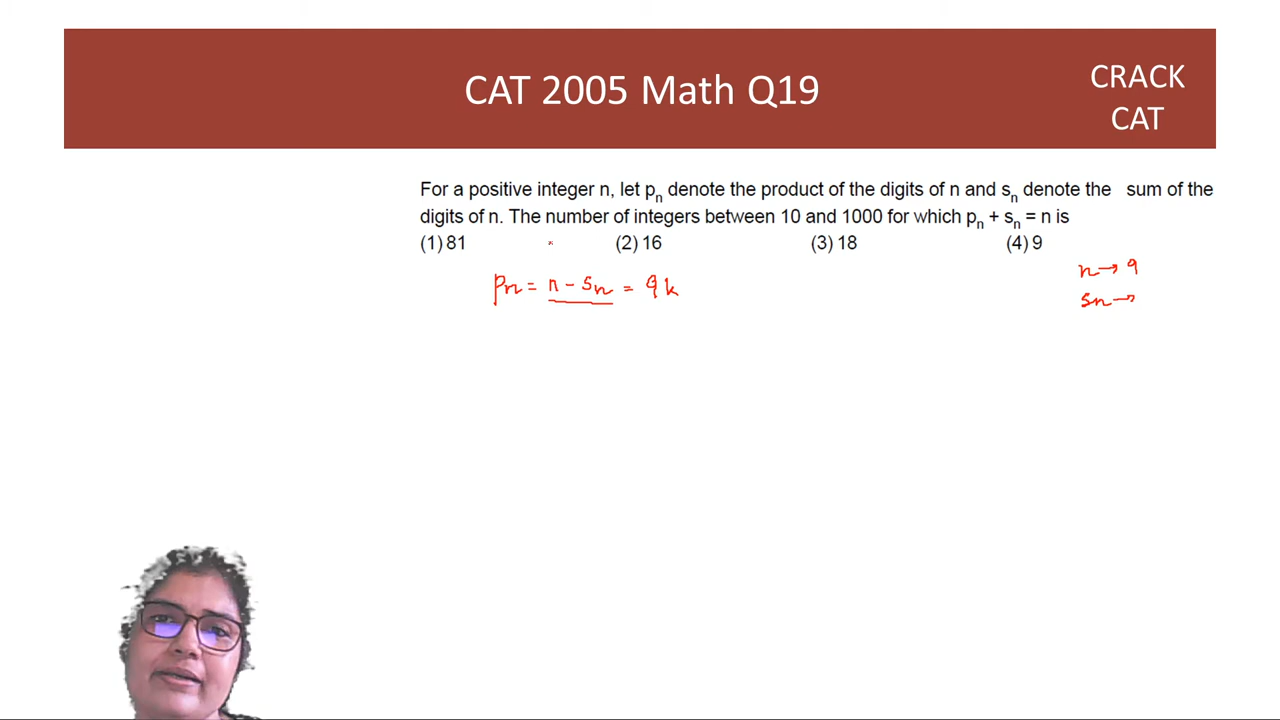 CAT 2005 Math Q19
CRACK
CAT
For a positive integer n, let pn denote the product of the digits of n and sn denote the sum of the
digits of n. The number of integers between 10 and 1000 for which pn + sn = n is
(1) 81 (2) 16 (3) 18 (4) 9
pn = n - sn = 9k
n → 9
sn →